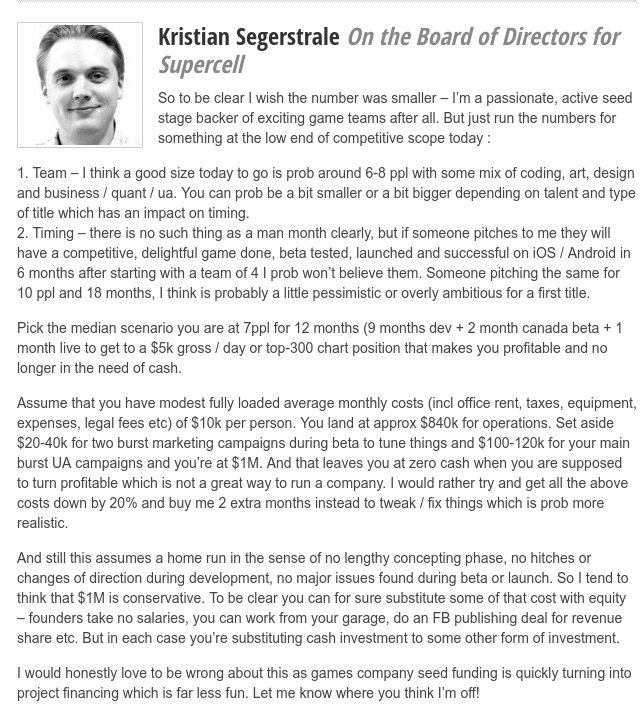 Kristian Segerstrale On the Board of Directors for
Supercell
So to be clear I wish the number was smaller – I'm a passionate, active seed
stage backer of exciting game teams after all. But just run the numbers for
something at the low end of competitive scope today :
1. Team – I think a good size today to go is prob around 6-8 ppl with some mix of coding, art, design
and business / quant / ua. You can prob be a bit smaller or a bit bigger depending on talent and type
of title which has an impact on timing.
2. Timing – there is no such thing as a man month clearly, but if someone pitches to me they will
have a competitive, delightful game done, beta tested, launched and successful on iOS / Android in
6 months after starting with a team of 4 I prob won't believe them. Someone pitching the same for
10 ppl and 18 months, I think is probably a little pessimistic or overly ambitious for a first title.
Pick the median scenario you are at 7ppl for 12 months (9 months dev + 2 month canada beta + 1
month live to get to a $5k gross / day or top-300 chart position that makes you profitable and no
longer in the need of cash.
Assume that you have modest fully loaded average monthly costs (incl office rent, taxes, equipment,
expenses, legal fees etc) of $10k per person. You land at approx $840k for operations. Set aside
$20-40k for two burst marketing campaigns during beta to tune things and $100-120k for your main
burst UA campaigns and you're at $1M. And that leaves you at zero cash when you are supposed
to turn profitable which is not a great way to run a company. I would rather try and get all the above
costs down by 20% and buy me 2 extra months instead to tweak / fix things which is prob more
realistic.
And still this assumes a home run in the sense of no lengthy concepting phase, no hitches or
changes of direction during development, no major issues found during beta or launch. So I tend to
think that $1M is conservative. To be clear you can for sure substitute some of that cost with equity
– founders take no salaries, you can work from your garage, do an FB publishing deal for revenue
share etc. But in each case you're substituting cash investment to some other form of investment.
I would honestly love to be wrong about this as games company seed funding is quickly turning into
project financing which is far less fun. Let me know where you think I'm off!